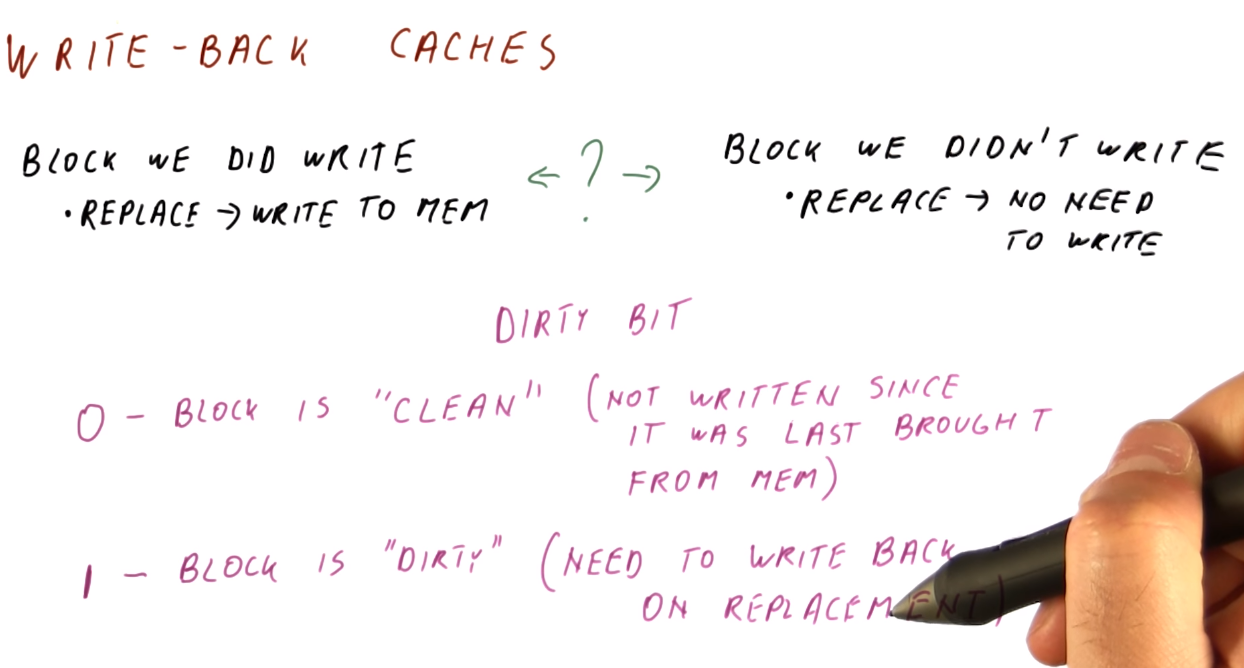 WRITE-BACK CACHES
BLOCK WE DID WRITE
• REPLACE → WRITE TO MEM
← ? →
BLOCK WE DIDN'T WRITE
• REPLACE → NO NEED
TO WRITE
DIRTY BIT
0 - BLOCK IS "CLEAN" (NOT WRITTEN SINCE
IT WAS LAST BROUGHT
FROM MEM)
1 - BLOCK IS "DIRTY" (NEED TO WRITE BACK
ON REPLACEMENT)